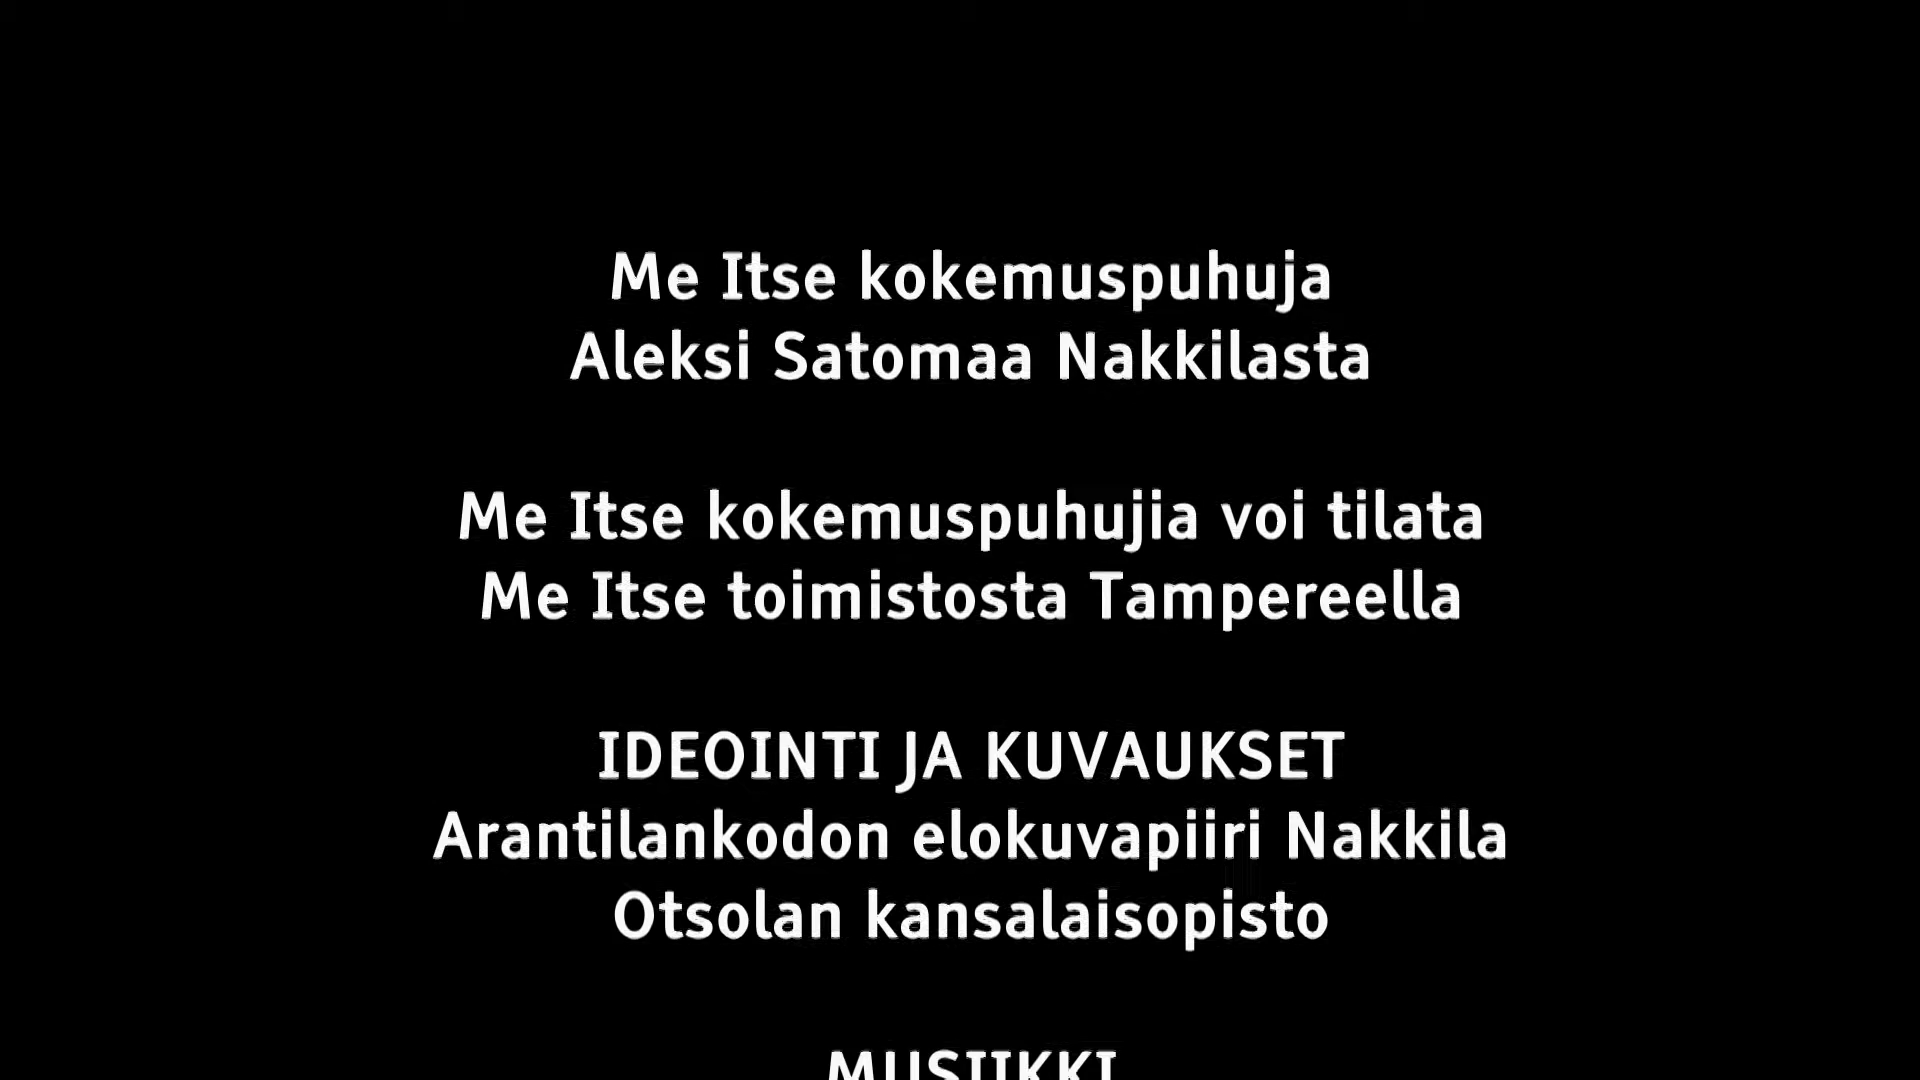 Me Itse kokemuspuhuja
Aleksi Satomaa Nakkilasta
Me Itse kokemuspuhujia voi tilata
Me Itse toimistosta Tampereella
IDEOINTI JA KUVAUKSET
Arantilankodon elokuvapiiri Nakkila
Otsolan kansalaisopisto
MUSIIKKI